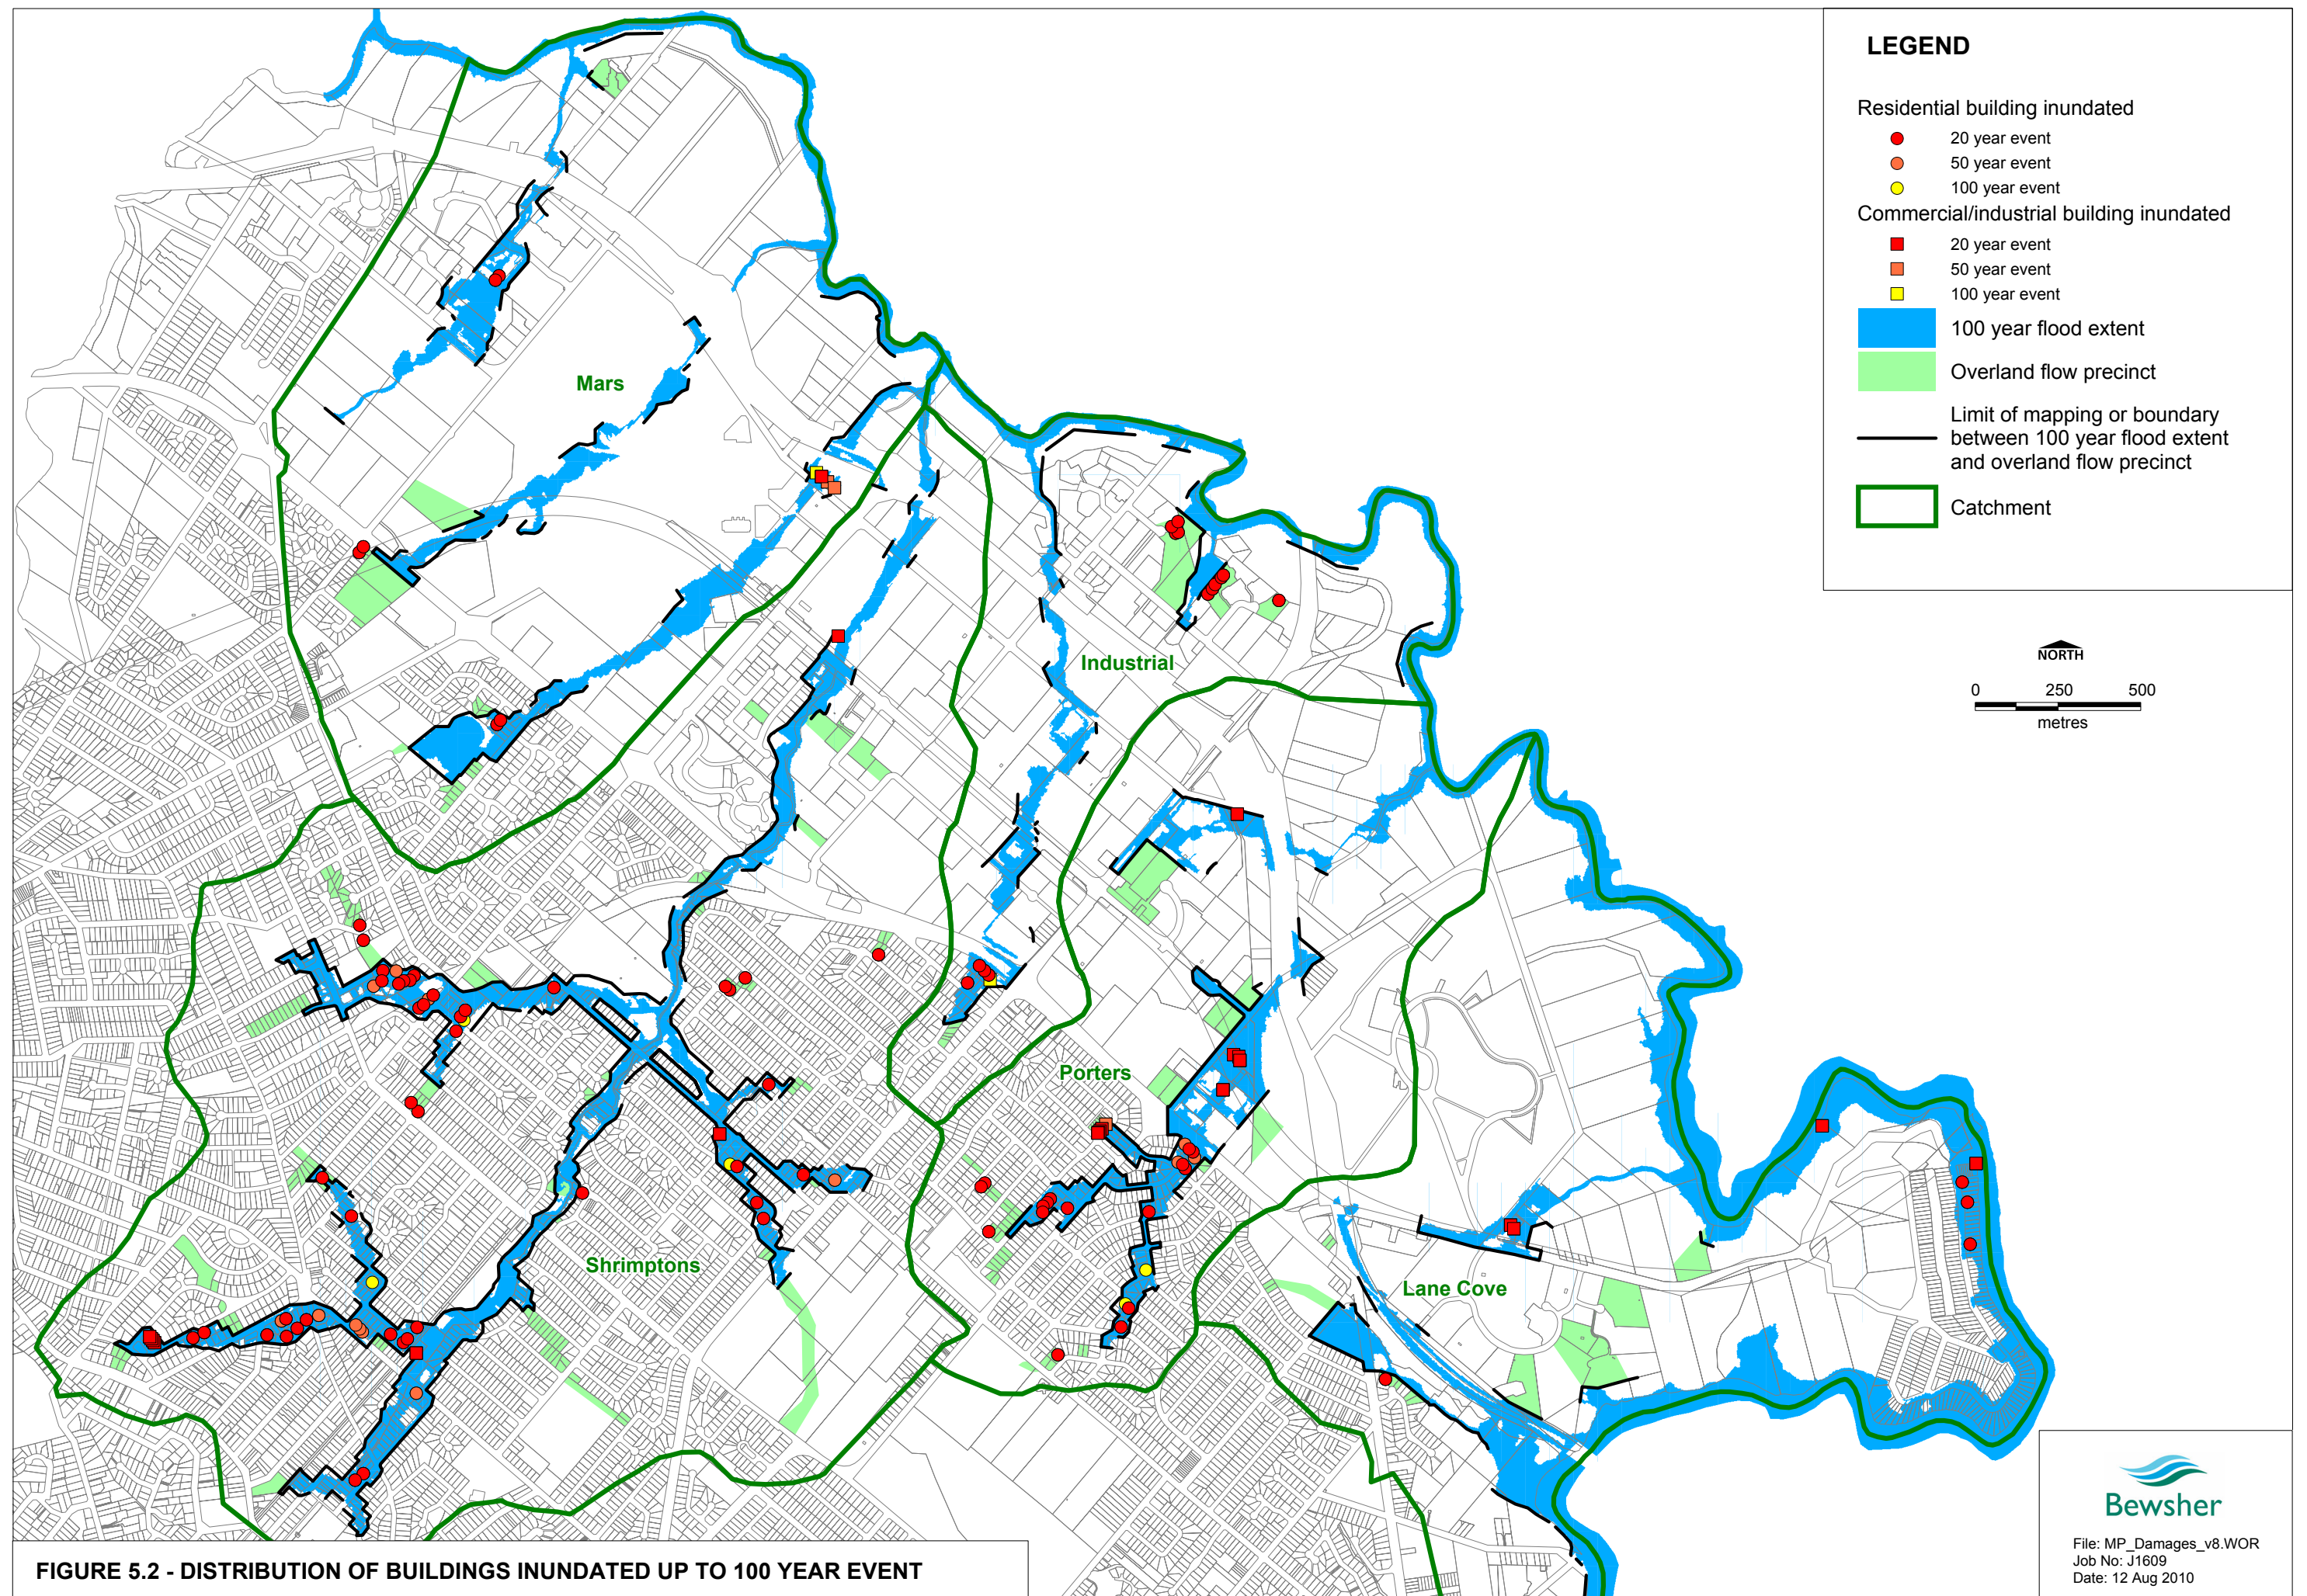 LEGEND
Residential building inundated
20 year event
50 year event
100 year event
Commercial/industrial building inundated
20 year event
50 year event
100 year event
100 year flood extent
Overland flow precinct
Limit of mapping or boundary
between 100 year flood extent
and overland flow precinct
Catchment
NORTH
0 250 500
metres
Mars
Industrial
Porters
Shrimptons
Lane Cove
FIGURE 5.2 - DISTRIBUTION OF BUILDINGS INUNDATED UP TO 100 YEAR EVENT
Bewsher
File: MP_Damages_v8.WOR
Job No: J1609
Date: 12 Aug 2010